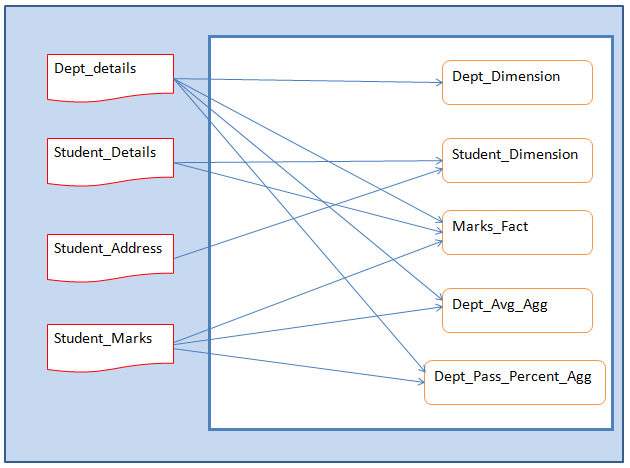 Dept_details
Student_Details
Student_Address
Student_Marks
Dept_Dimension
Student_Dimension
Marks_Fact
Dept_Avg_Agg
Dept_Pass_Percent_Agg